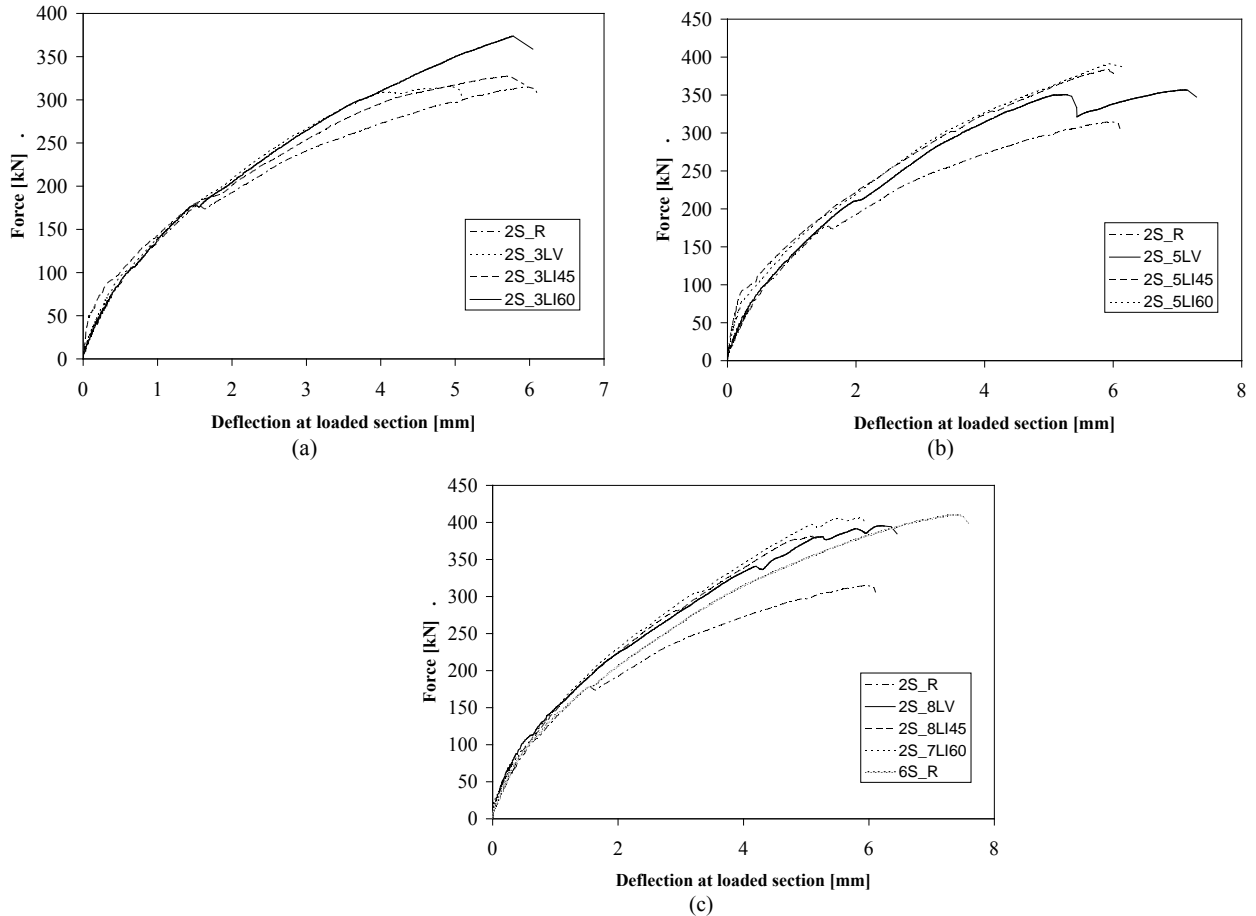 400
350
300
250
200
150
100
50
0
Force [kN] .
0 1 2 3 4 5 6 7
Deflection at loaded section [mm]
2S_R
2S_3LV
2S_3LI45
2S_3LI60
(a)
450
400
350
300
250
200
150
100
50
0
Force [kN] .
0 2 4 6 8
Deflection at loaded section [mm]
2S_R
2S_5LV
2S_5LI45
2S_5LI60
(b)
450
400
350
300
250
200
150
100
50
0
Force [kN] .
0 2 4 6 8
Deflection at loaded section [mm]
2S_R
2S_8LV
2S_8LI45
2S_7LI60
6S_R
(c)